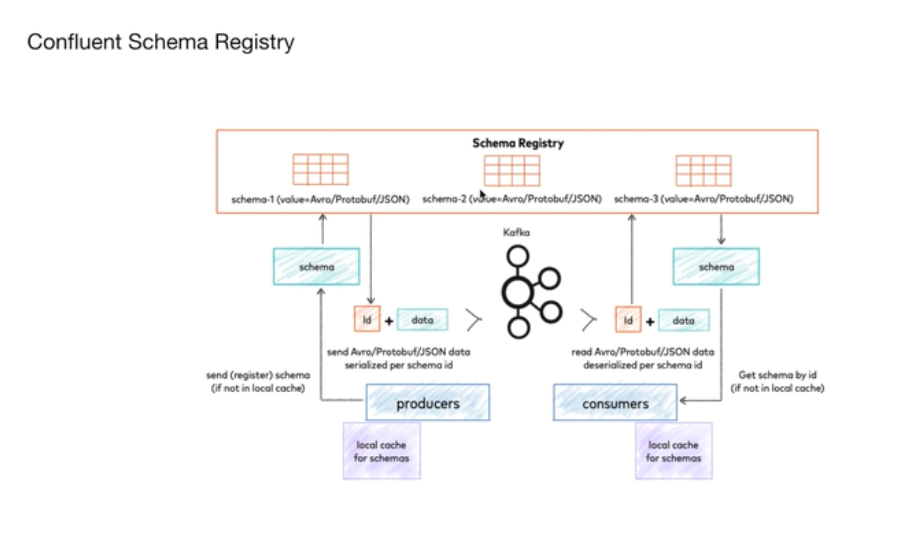 Confluent Schema Registry
Schema Registry
schema-1 (value=Avro/Protobuf/JSON)
schema-2 (value=Avro/Protobuf/JSON)
schema-3 (value=Avro/Protobuf/JSON)
Kafka
schema
schema
Id + data
Id + data
send Avro/Protobuf/JSON data
serialized per schema id
read Avro/Protobuf/JSON data
deserialized per schema id
send (register) schema
(if not in local cache)
Get schema by id
(if not in local cache)
producers
consumers
local cache
for schemas
local cache
for schemas